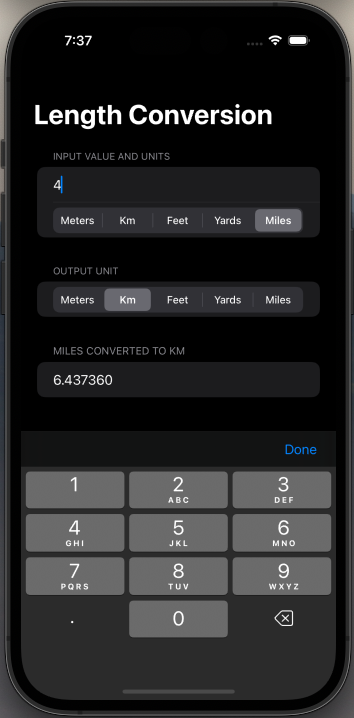 7:37
Length Conversion
INPUT VALUE AND UNITS
4
Meters Km Feet Yards Miles
OUTPUT UNIT
Meters Km Feet Yards Miles
MILES CONVERTED TO KM
6.437360
Done
1 2 3
ABC DEF
4 5 6
GHI JKL MNO
7 8 9
PQRS TUV WXYZ
. 0